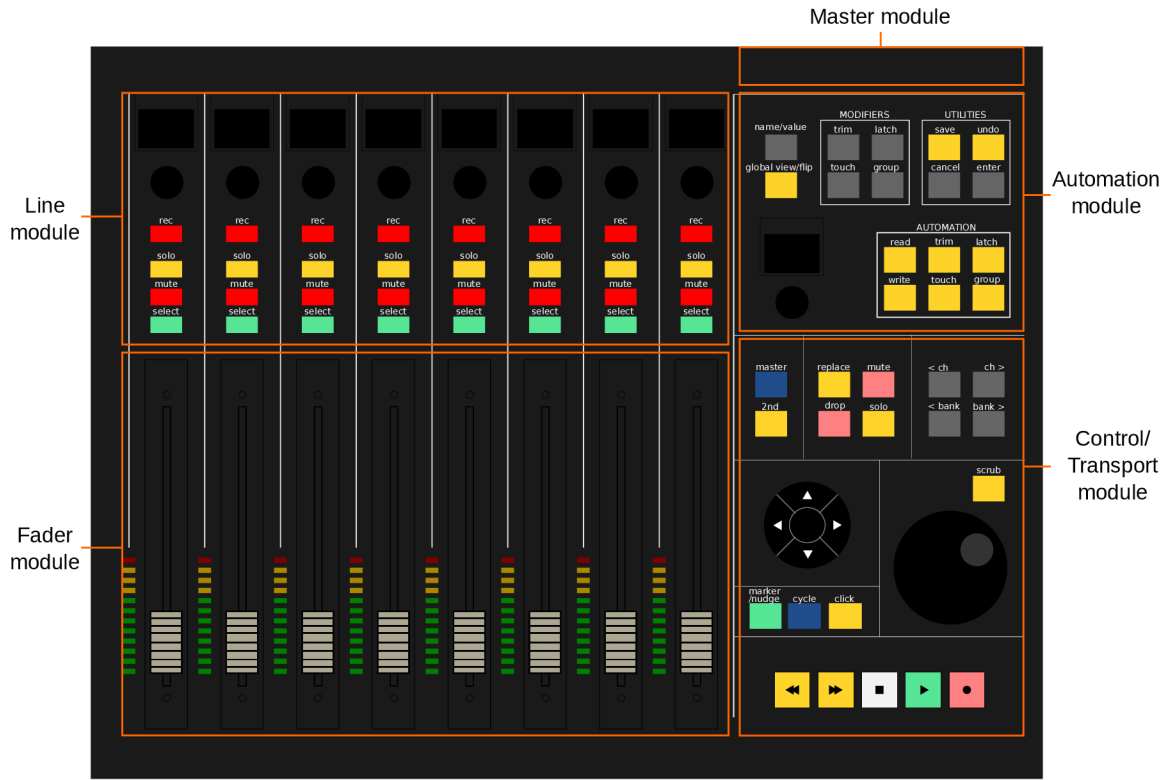 Master module
MODIFIERS UTILITIES
name/value trim latch save undo
global view/flip touch group cancel enter
Automation
module
Line
module
rec rec rec rec rec rec rec rec
AUTOMATION
read trim latch
solo solo solo solo solo solo solo solo
write touch group
mute mute mute mute mute mute mute mute
select select select select select select select select
master replace mute < ch ch >
2nd drop solo < bank bank >
Control/
Transport
module
scrub
Fader
module
marker
/nudge cycle click